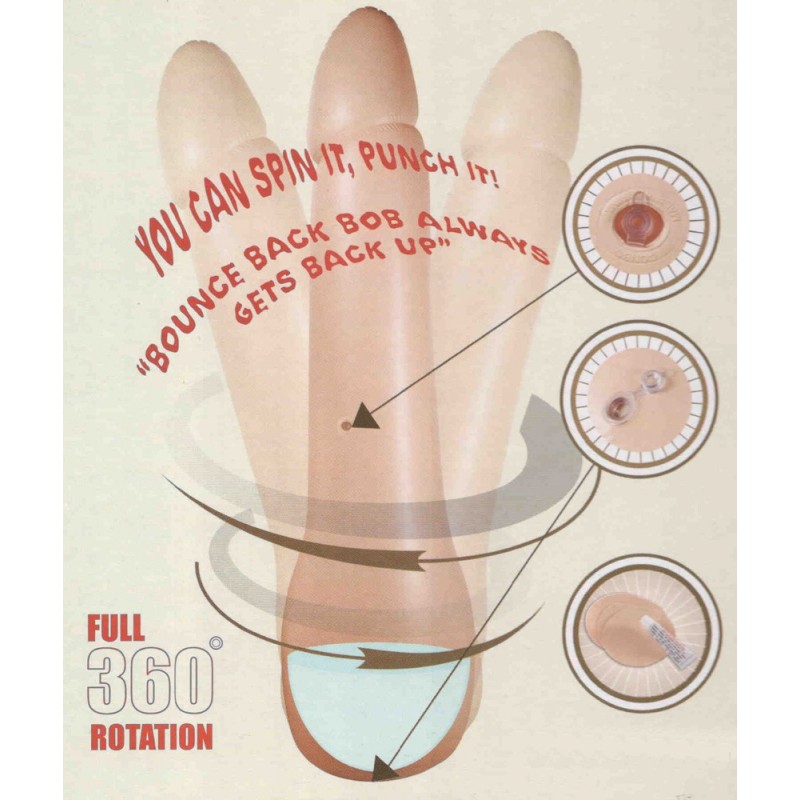 YOU CAN SPIN IT, PUNCH IT!
"BOUNCE BACK BOB ALWAYS
GETS BACK UP"
FULL
360°
ROTATION